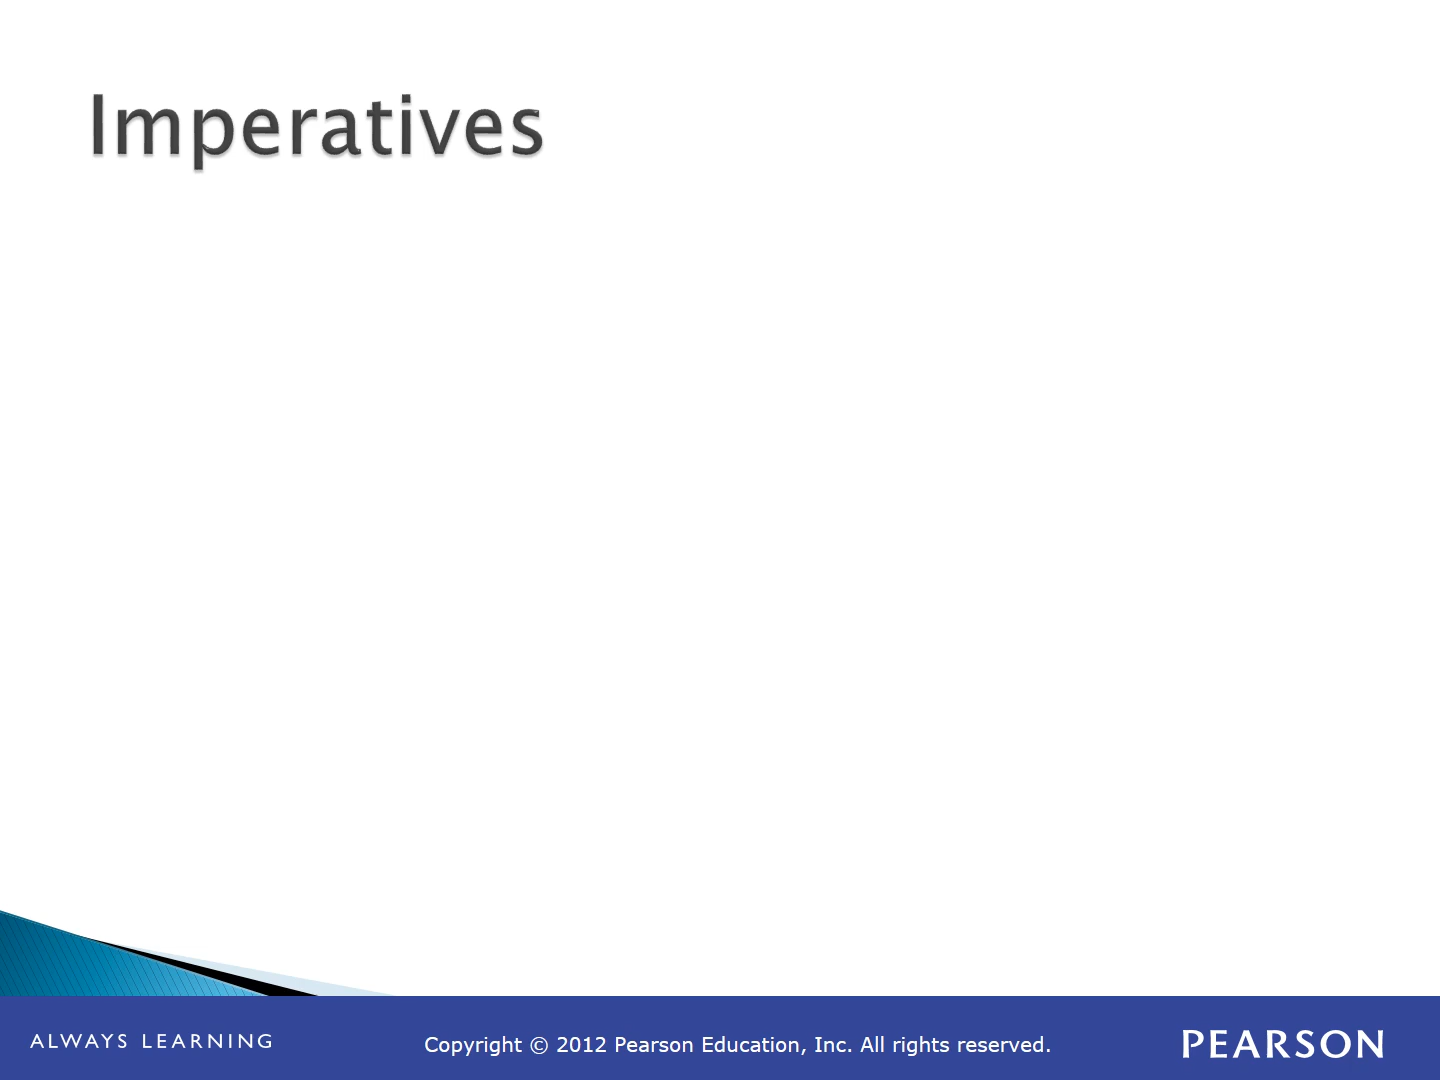 Imperatives
ALWAYS LEARNING
Copyright © 2012 Pearson Education, Inc. All rights reserved.
PEARSON